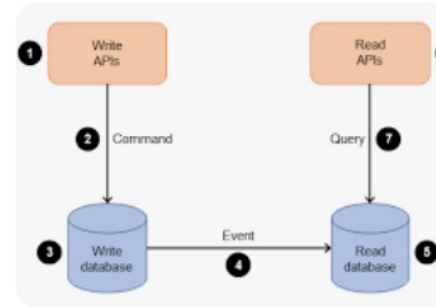 1
Write
APIs
Read
APIs
2
Command
Query
7
3
Write
database
Event
4
Read
database
5